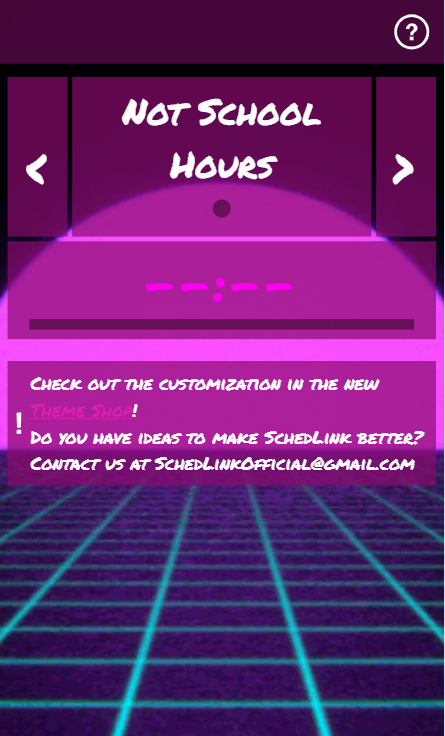 ?
Not School
Hours
< >
--:--
Check out the customization in the new
Theme Shop!
! Do you have ideas to make SchedLink better?
Contact us at SchedLinkOfficial@gmail.com